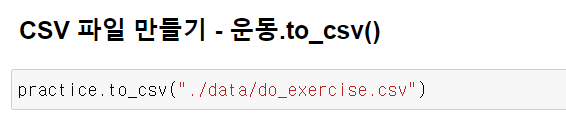 CSV 파일 만들기 - 운동.to_csv()
practice.to_csv("./data/do_exercise.csv")